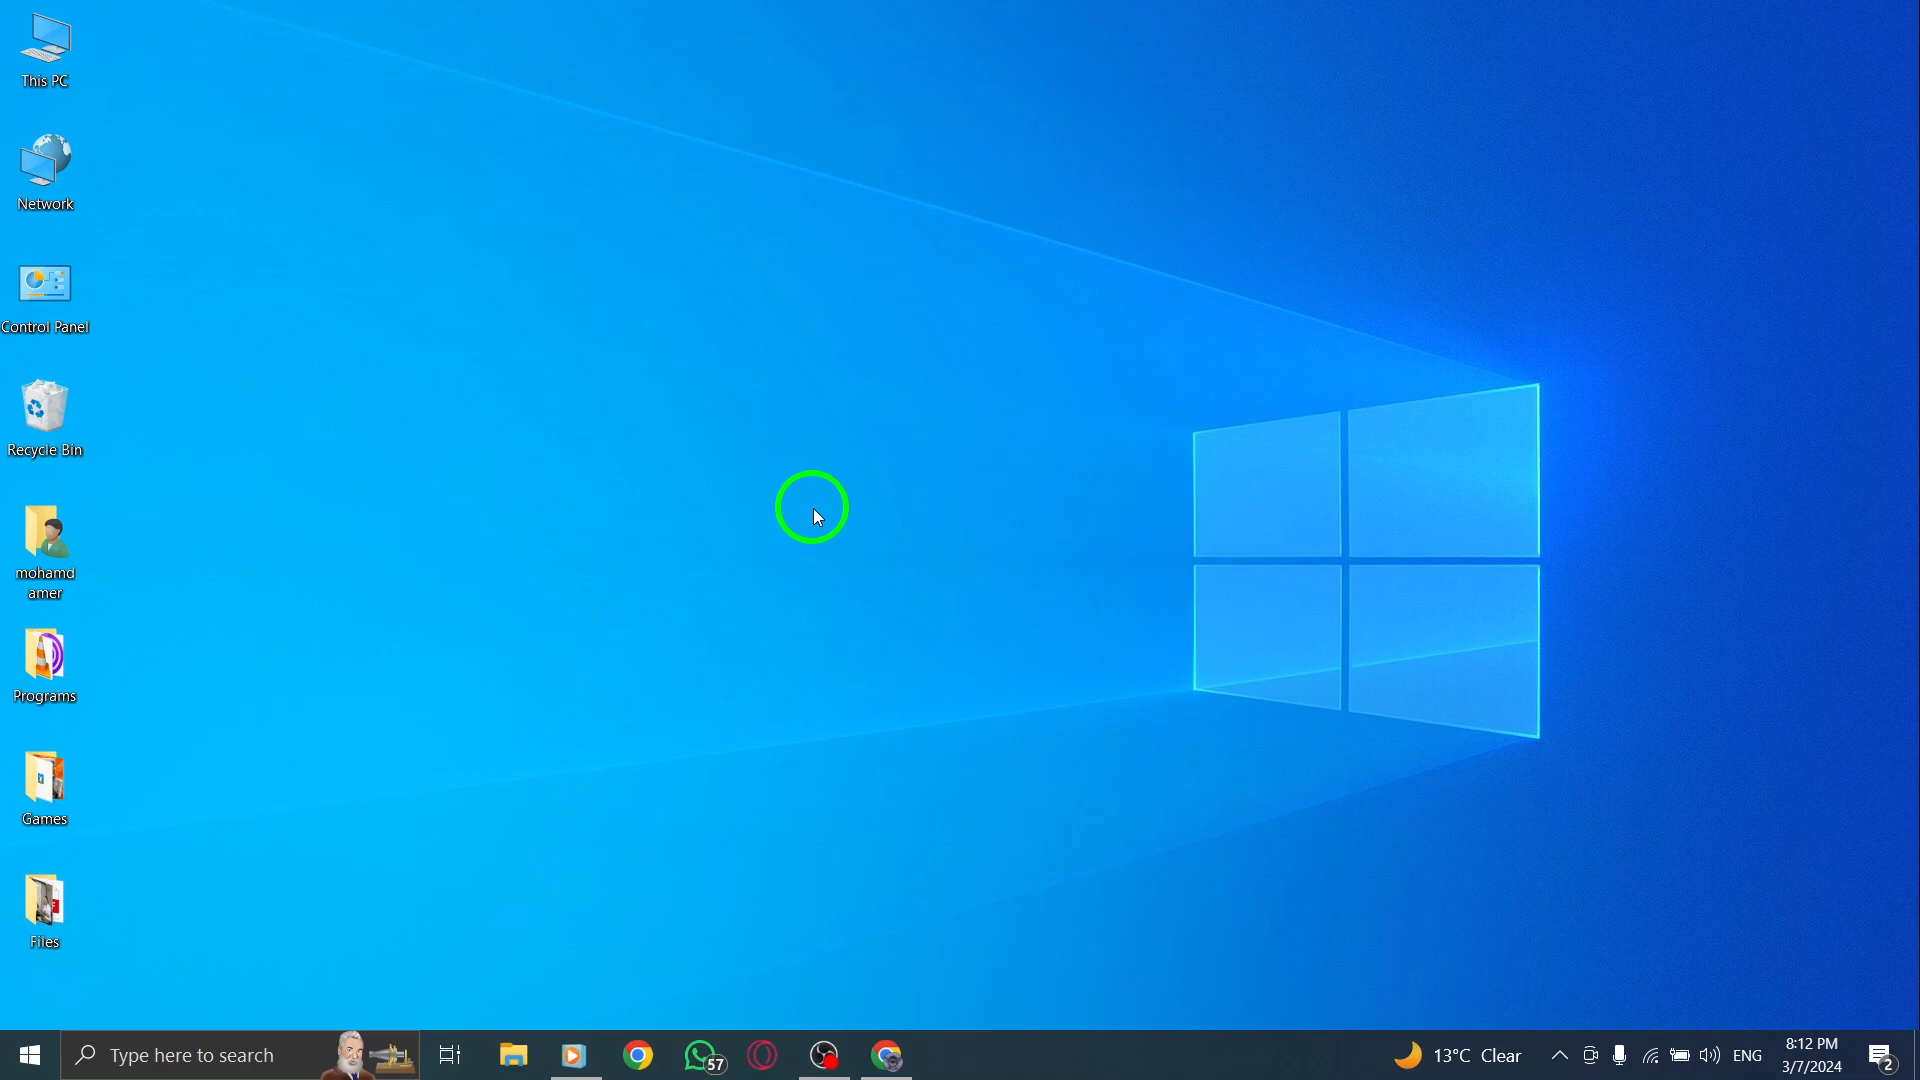 This PC
Network
Control Panel
Recycle Bin
mohamd
amer
Programs
Games
Files
Type here to search
57
13°C Clear
ENG
8:12 PM
3/7/2024
2